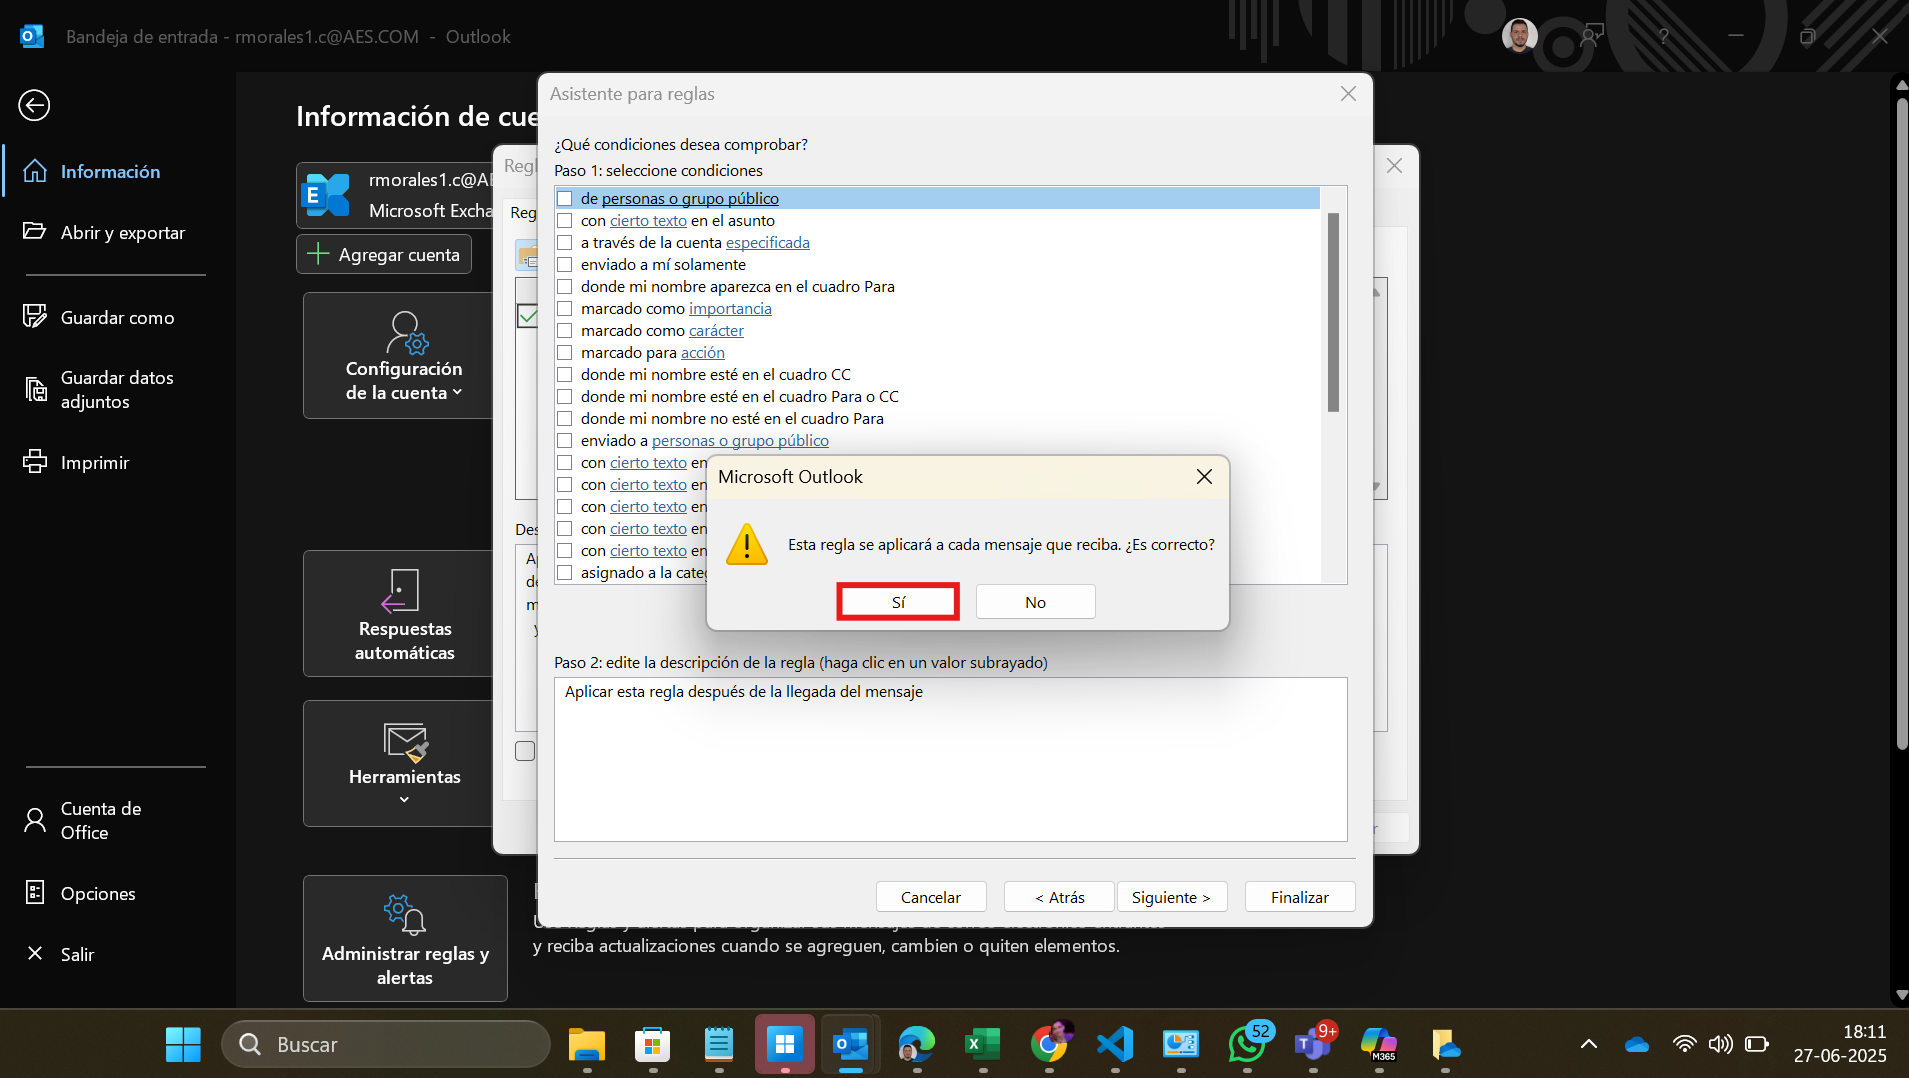 Bandeja de entrada - rmorales1.c@AES.COM - Outlook
?
Información
Abrir y exportar
Guardar como
Guardar datos
adjuntos
Imprimir
Cuenta de
Office
Opciones
Salir
Información de cue
rmorales1.c@AE
Microsoft Excha
Agregar cuenta
Configuración
de la cuenta
Respuestas
automáticas
Herramientas
Administrar reglas y
alertas
y reciba actualizaciones cuando se agreguen, cambien o quiten elementos.
Regl
Reg
Des
de
m
y
r
Asistente para reglas
¿Qué condiciones desea comprobar?
Paso 1: seleccione condiciones
de personas o grupo público
con cierto texto en el asunto
a través de la cuenta especificada
enviado a mí solamente
donde mi nombre aparezca en el cuadro Para
marcado como importancia
marcado como carácter
marcado para acción
donde mi nombre esté en el cuadro CC
donde mi nombre esté en el cuadro Para o CC
donde mi nombre no esté en el cuadro Para
enviado a personas o grupo público
con cierto texto en
con cierto texto en
con cierto texto en
con cierto texto en
con cierto texto en
asignado a la cate
Microsoft Outlook
Esta regla se aplicará a cada mensaje que reciba. ¿Es correcto?
Sí
No
Paso 2: edite la descripción de la regla (haga clic en un valor subrayado)
Aplicar esta regla después de la llegada del mensaje
Cancelar
< Atrás
Siguiente >
Finalizar
Buscar
52
9+
M365
18:11
27-06-2025